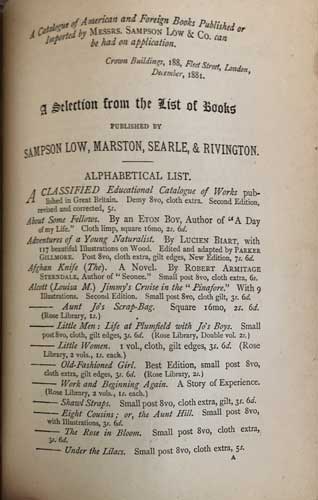 A Catalogue of American and Foreign Books Published or
Imported by MESSRS. SAMPSON LOW & CO. can
be had on application.
Crown Buildings, 188, Fleet Street, London,
December, 1881.
A Selection from the List of Books
PUBLISHED BY
SAMPSON LOW, MARSTON, SEARLE, & RIVINGTON.
ALPHABETICAL LIST.
A CLASSIFIED Educational Catalogue of Works pub-
lished in Great Britain. Demy 8vo, cloth extra. Second Edition,
revised and corrected, 5s.
About Some Fellows. By an ETON BOY, Author of "A Day
of my Life." Cloth limp, square 16mo, 2s. 6d.
Adventures of a Young Naturalist. By LUCIEN BIART, with
117 beautiful Illustrations on Wood. Edited and adapted by PARKER
GILLMORE. Post 8vo, cloth extra, gilt edges, New Edition, 7s. 6d.
Afghan Knife (The). A Novel. By ROBERT ARMITAGE
STERNDALE, Author of "Seonee." Small post 8vo, cloth extra, 6s.
Alcott (Louisa M.) Jimmy's Cruise in the "Pinafore." With 9
Illustrations. Second Edition. Small post 8vo, cloth gilt, 3s. 6d.
—— Aunt Jo's Scrap-Bag. Square 16mo, 2s. 6d.
(Rose Library, 1s.)
—— Little Men: Life at Plumfield with Jo's Boys. Small
post 8vo, cloth, gilt edges, 3s. 6d. (Rose Library, Double vol. 2s.)
—— Little Women. 1 vol., cloth, gilt edges, 3s. 6d. (Rose
Library, 2 vols., 1s. each.)
—— Old-Fashioned Girl. Best Edition, small post 8vo,
cloth extra, gilt edges, 3s. 6d. (Rose Library, 2s.)
—— Work and Beginning Again. A Story of Experience.
(Rose Library, 2 vols., 1s. each.)
—— Shawl Straps. Small post 8vo, cloth extra, gilt, 3s. 6d.
—— Eight Cousins; or, the Aunt Hill. Small post 8vo,
with Illustrations, 3s. 6d.
—— The Rose in Bloom. Small post 8vo, cloth extra,
3s. 6d.
—— Under the Lilacs. Small post 8vo, cloth extra, 5s.
A